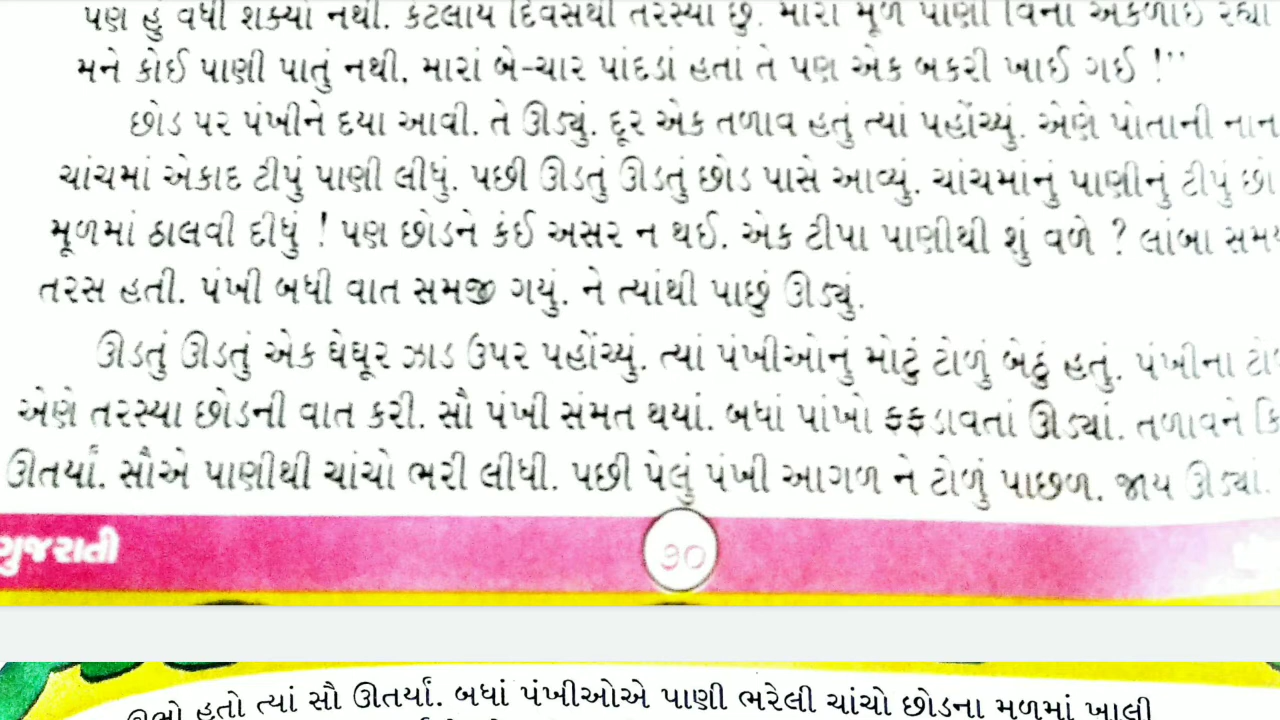 પણ હું વધી શક્યો નથી. કેટલાય દિવસથી તરસ્યો છું. મારાં મૂળ પાણી વિના અકળાઈ રહ્યાં
મને કોઈ પાણી પાતું નથી. મારાં બે-ચાર પાંદડાં હતાં તે પણ એક બકરી ખાઈ ગઈ !''
છોડ પર પંખીને દયા આવી. તે ઊડ્યું. દૂર એક તળાવ હતું ત્યાં પહોંચ્યું. એણે પોતાની
ચાંચમાં એકાદ ટીપું પાણી લીધું. પછી ઊડતું ઊડતું છોડ પાસે આવ્યું. ચાંચમાંનું પાણીનું ટીપું
મૂળમાં ઠાલવી દીધું ! પણ છોડને કંઈ અસર ન થઈ. એક ટીપા પાણીથી શું વળે ? લાંબા
તરસ હતી. પંખી બધી વાત સમજી ગયું. ને ત્યાંથી પાછું ઊડ્યું.
ઊડતું ઊડતું એક ઘેઘૂર ઝાડ ઉપર પહોંચ્યું. ત્યાં પંખીઓનું મોટું ટોળું બેઠું હતું. પંખીના
એણે તરસ્યા છોડની વાત કરી. સૌ પંખી સંમત થયાં. બધાં પાંખો ફફડાવતાં ઊડ્યાં. તળાવને
ઊતર્યાં. સૌએ પાણીથી ચાંચો ભરી લીધી. પછી પેલું પંખી આગળ ને ટોળું પાછળ. જાય ઊડ્યાં.
ગુજરાતી
૩૦
હતો ત્યાં સૌ ઊતર્યાં. બધાં પંખીઓએ પાણી ભરેલી ચાંચો છોડના મૂળમાં ખાલી